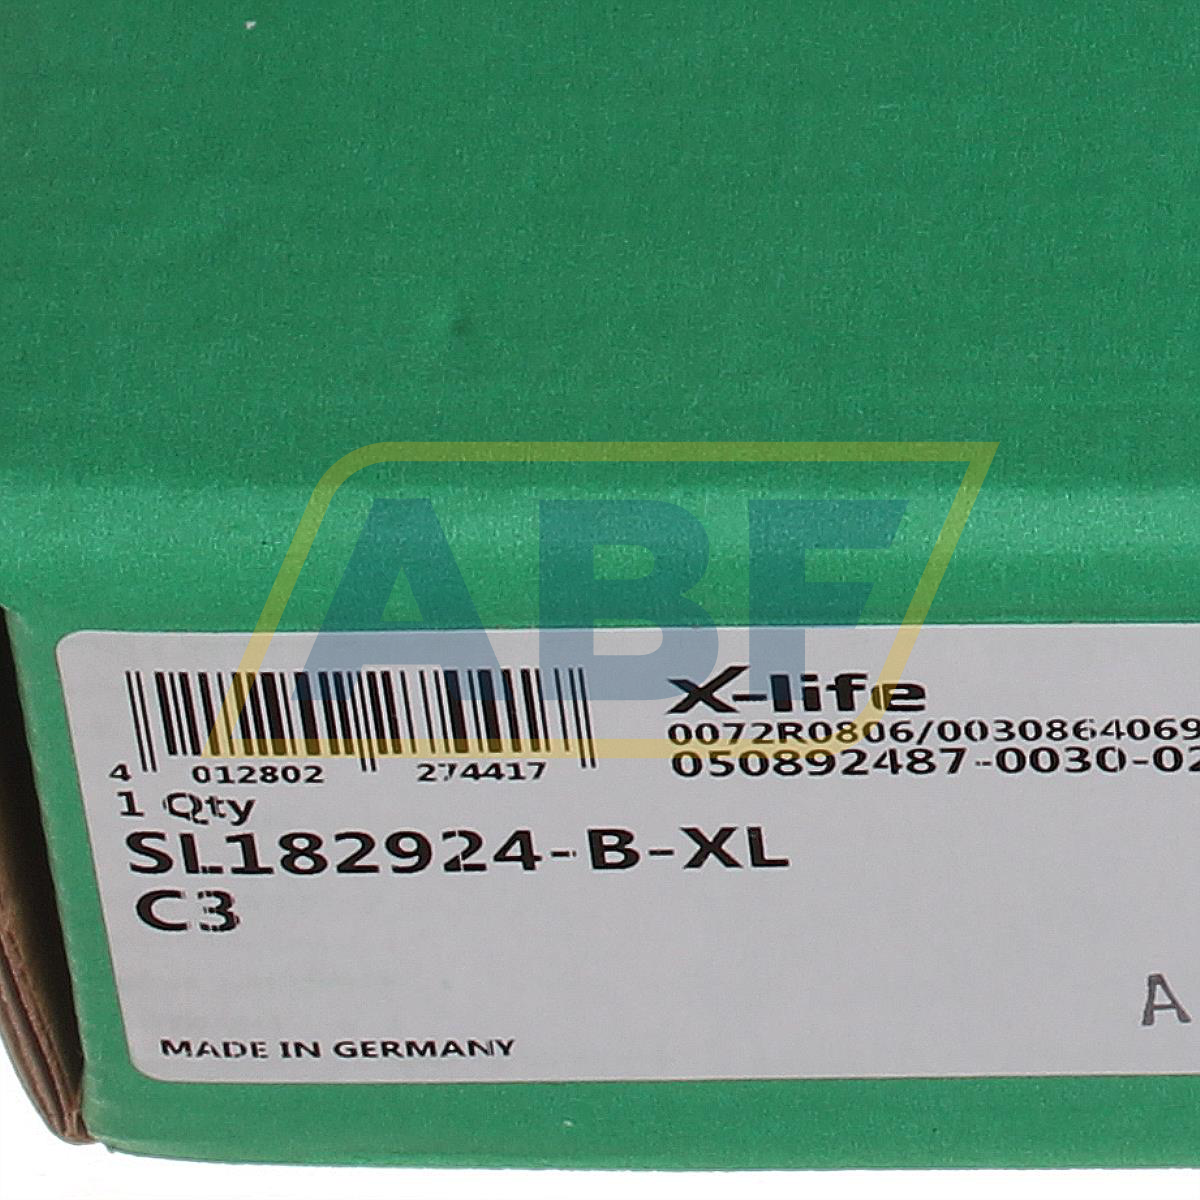 ABF
X-life
0072R0806/0030864069
050892487-0030-02
4 012802 274417
1 Qty
SL182924-B-XL
C3
A
MADE IN GERMANY